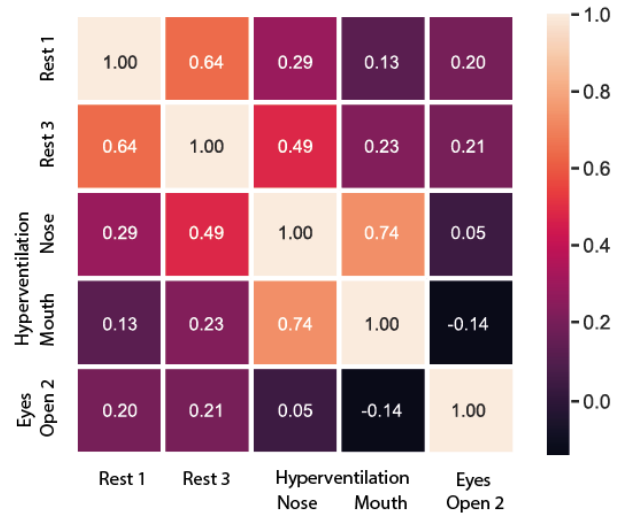 1.0
Rest 1 1.00 0.64 0.29 0.13 0.20
0.8
Rest 3 0.64 1.00 0.49 0.23 0.21
0.6
Hyperventilation
Nose 0.29 0.49 1.00 0.74 0.05
0.4
Mouth 0.13 0.23 0.74 1.00 -0.14
0.2
Eyes
Open 2 0.20 0.21 0.05 -0.14 1.00
0.0
Rest 1 Rest 3 Hyperventilation Eyes
Nose Mouth Open 2